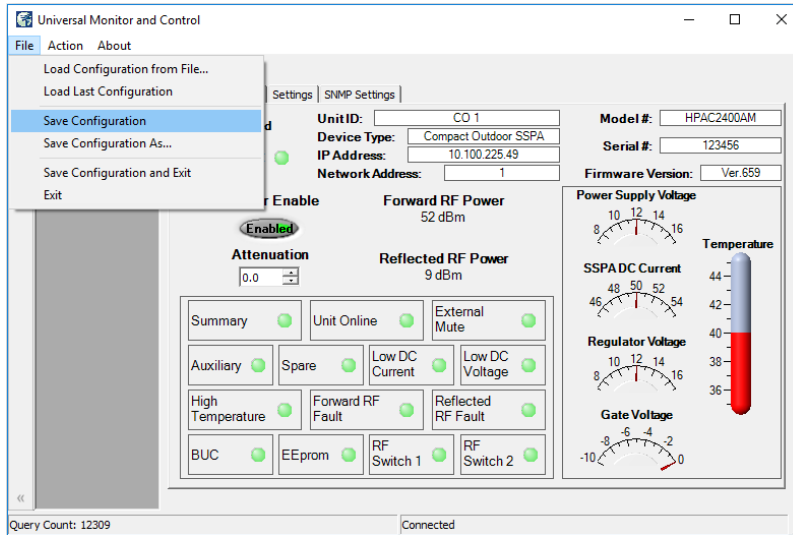 Universal Monitor and Control
File Action About
Load Configuration from File...
Load Last Configuration
Save Configuration
Save Configuration As...
Save Configuration and Exit
Exit
Settings SNMP Settings
Unit ID: CO 1
Device Type: Compact Outdoor SSPA
IP Address: 10.100.225.49
Network Address: 1
Model #: HPAC2400AM
Serial #: 123456
Firmware Version: Ver.659
Enable
Enabled
Attenuation
0.0
Forward RF Power
52 dBm
Reflected RF Power
9 dBm
Summary
Unit Online
External Mute
Auxiliary
Spare
Low DC Current
Low DC Voltage
High Temperature
Forward RF Fault
Reflected RF Fault
BUC
EEprom
RF Switch 1
RF Switch 2
Power Supply Voltage
8 10 12 14 16
SSPA DC Current
46 48 50 52 54
Regulator Voltage
8 10 12 14 16
Gate Voltage
-10 -8 -6 -4 -2 0
Temperature
44
42
40
38
36
«
Query Count: 12309
Connected